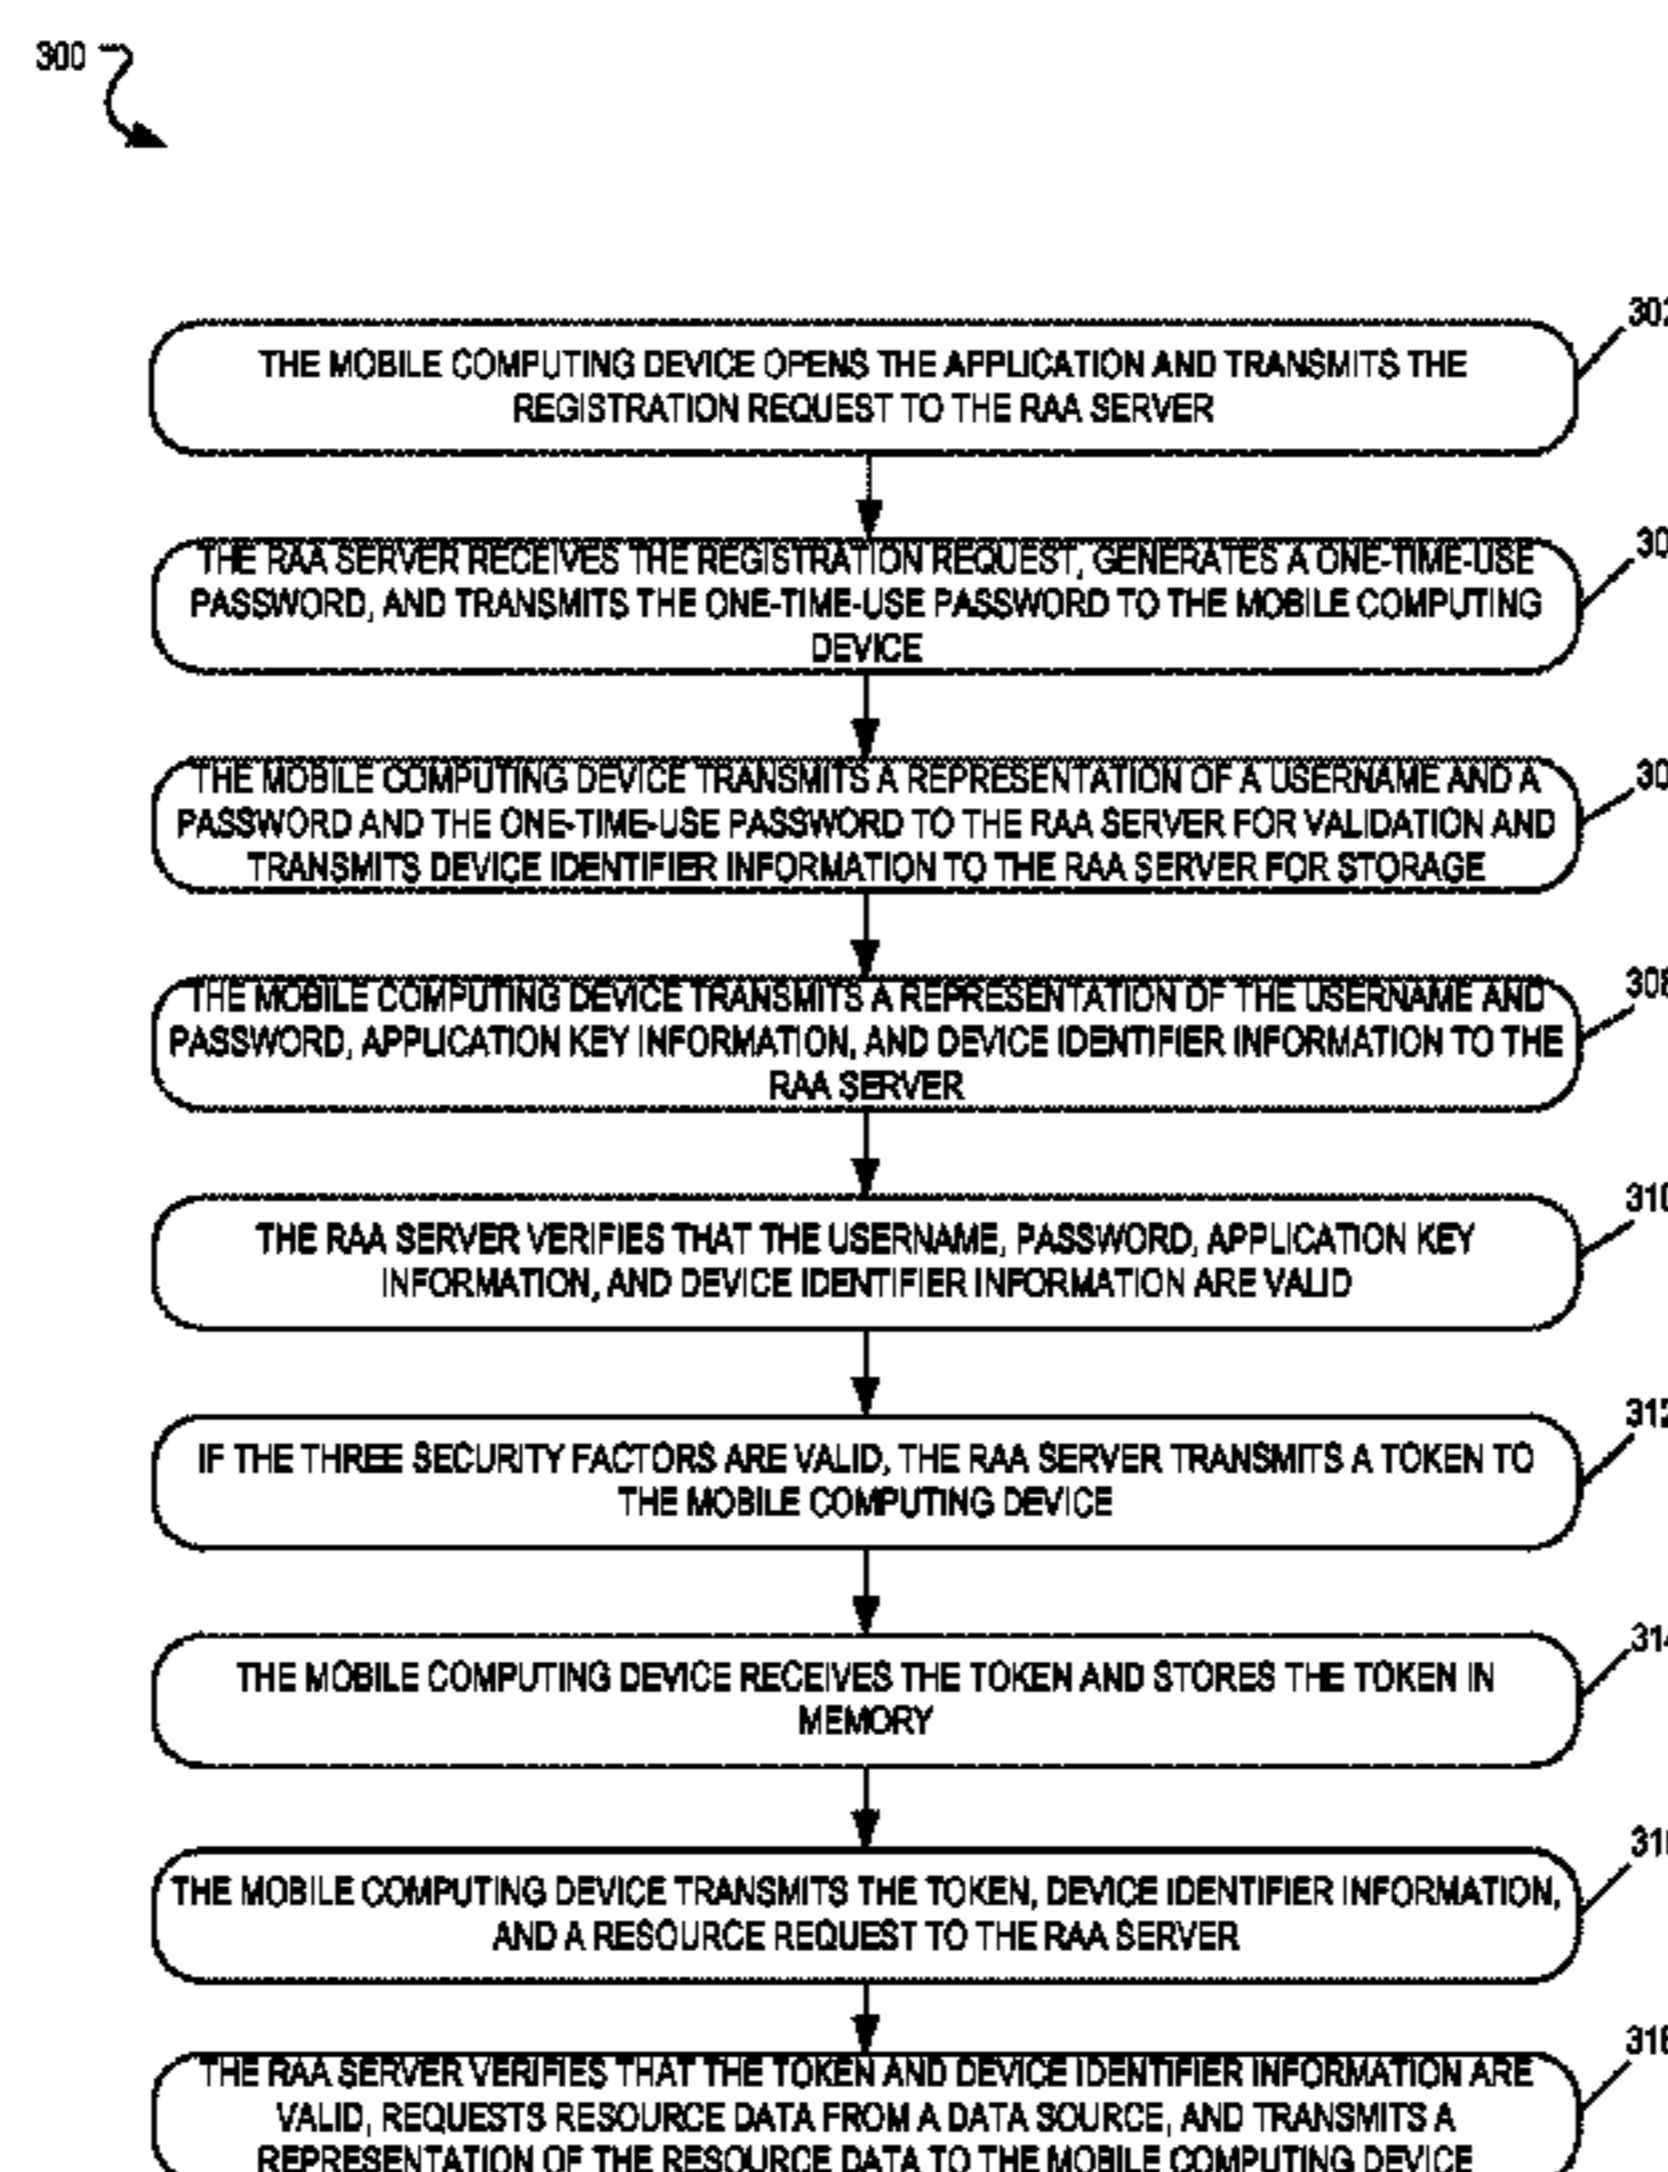 300
302
THE MOBILE COMPUTING DEVICE OPENS THE APPLICATION AND TRANSMITS THE
REGISTRATION REQUEST TO THE RAA SERVER
THE RAA SERVER RECEIVES THE REGISTRATION REQUEST, GENERATES A ONE-TIME-USE
PASSWORD, AND TRANSMITS THE ONE-TIME-USE PASSWORD TO THE MOBILE COMPUTING
DEVICE
THE MOBILE COMPUTING DEVICE TRANSMITS A REPRESENTATION OF A USERNAME AND A
PASSWORD AND THE ONE-TIME-USE PASSWORD TO THE RAA SERVER FOR VALIDATION AND
TRANSMITS DEVICE IDENTIFIER INFORMATION TO THE RAA SERVER FOR STORAGE
308
THE MOBILE COMPUTING DEVICE TRANSMITS A REPRESENTATION OF THE USERNAME AND
PASSWORD, APPLICATION KEY INFORMATION, AND DEVICE IDENTIFIER INFORMATION TO THE
RAA SERVER
310
THE RAA SERVER VERIFIES THAT THE USERNAME, PASSWORD, APPLICATION KEY
INFORMATION, AND DEVICE IDENTIFIER INFORMATION ARE VALID
312
IF THE THREE SECURITY FACTORS ARE VALID, THE RAA SERVER TRANSMITS A TOKEN TO
THE MOBILE COMPUTING DEVICE
314
THE MOBILE COMPUTING DEVICE RECEIVES THE TOKEN AND STORES THE TOKEN IN
MEMORY
THE MOBILE COMPUTING DEVICE TRANSMITS THE TOKEN, DEVICE IDENTIFIER INFORMATION,
AND A RESOURCE REQUEST TO THE RAA SERVER
318
THE RAA SERVER VERIFIES THAT THE TOKEN AND DEVICE IDENTIFIER INFORMATION ARE
VALID, REQUESTS RESOURCE DATA FROM A DATA SOURCE, AND TRANSMITS A
REPRESENTATION OF THE RESOURCE DATA TO THE MOBILE COMPUTING DEVICE